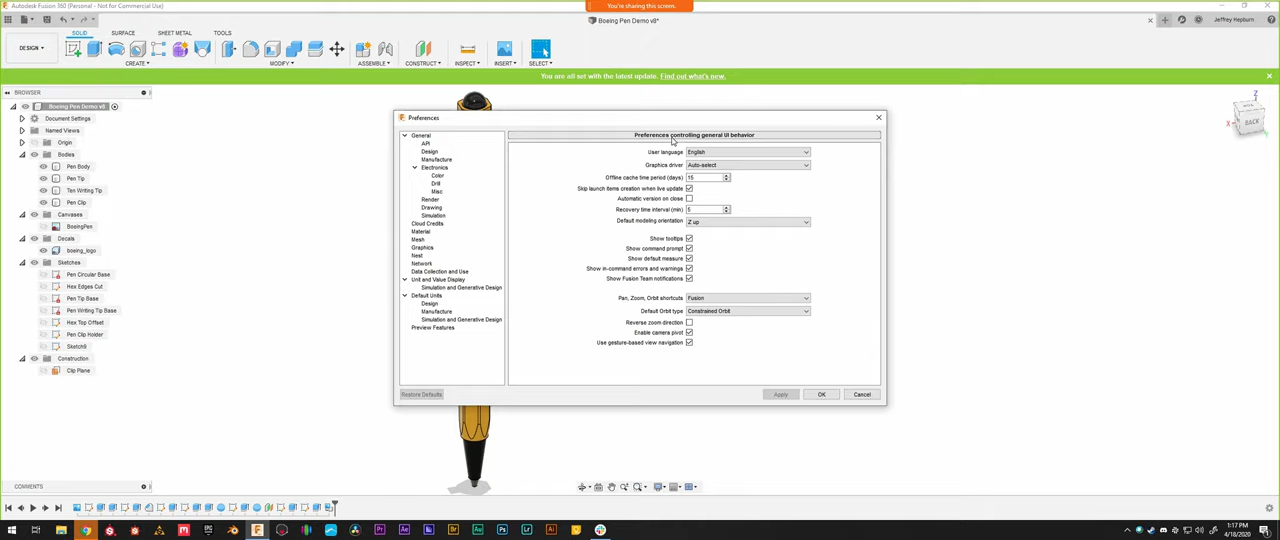 Autodesk Fusion 360 (Personal - Not for Commercial Use)
You're sharing this screen.
Boeing Pen Demo v8*
Jeffrey Hepburn
SOLID
SURFACE
SHEET METAL
TOOLS
DESIGN
CREATE
MODIFY
ASSEMBLE
CONSTRUCT
INSPECT
INSERT
SELECT
You are all set with the latest update. Find out what's new.
BROWSER
Boeing Pen Demo v8
Document Settings
Named Views
Origin
Bodies
Pen Body
Pen Tip
Ten Writing Tip
Pen Clip
Canvases
BoeingPen
Decals
boeing_logo
Sketches
Pen Circular Base
Hex Edges Cut
Pen Tip Base
Pen Writing Tip Base
Hex Top Offset
Pen Clip Holder
Sketch9
Construction
Clip Plane
Z
X
BACK
Preferences
General
API
Design
Manufacture
Electronics
Color
Drill
Misc
Render
Drawing
Simulation
Cloud Credits
Material
Mesh
Graphics
Nest
Network
Data Collection and Use
Unit and Value Display
Simulation and Generative Design
Default Units
Design
Manufacture
Simulation and Generative Design
Preview Features
Preferences controlling general UI behavior
User language English
Graphics driver Auto-select
Offline cache time period (days) 15
Skip launch items creation when live update
Automatic version on close
Recovery time interval (min) 5
Default modeling orientation Z up
Show tooltips
Show command prompt
Show default measure
Show in-command errors and warnings
Show Fusion Team notifications
Pan, Zoom, Orbit shortcuts Fusion
Default Orbit type Constrained Orbit
Reverse zoom direction
Enable camera pivot
Use gesture-based view navigation
Restore Defaults
Apply
OK
Cancel
COMMENTS
EPIC
Pr
Ae
Br
Au
Ps
Lr
Ai
1:17 PM
4/18/2020